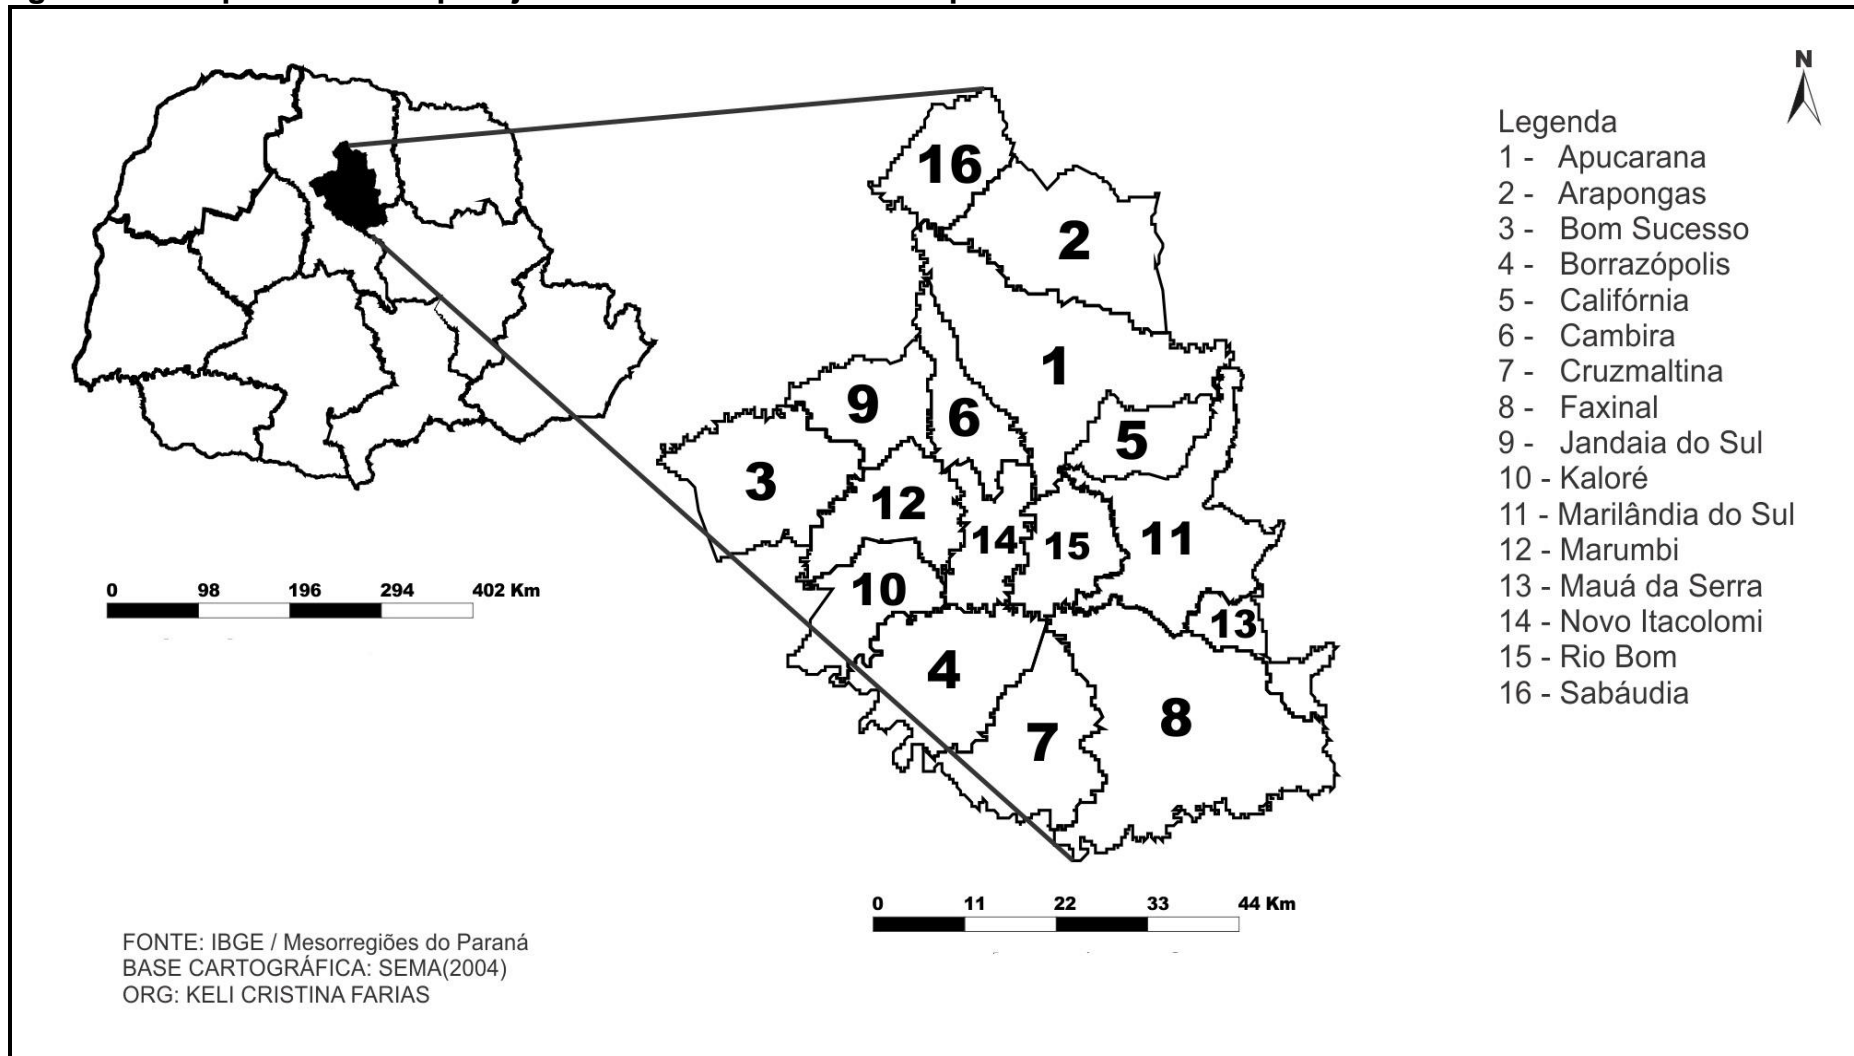 N
Legenda
1 - Apucarana
2 - Arapongas
3 - Bom Sucesso
4 - Borrazópolis
5 - Califórnia
6 - Cambira
7 - Cruzmaltina
8 - Faxinal
9 - Jandaia do Sul
10 - Kaloré
11 - Marilândia do Sul
12 - Marumbi
13 - Mauá da Serra
14 - Novo Itacolomi
15 - Rio Bom
16 - Sabáudia
16
2
1
9
6
5
3
12
14
15
11
10
13
4
7
8
0 98 196 294 402 Km
0 11 22 33 44 Km
FONTE: IBGE / Mesorregiões do Paraná
BASE CARTOGRÁFICA: SEMA(2004)
ORG: KELI CRISTINA FARIAS